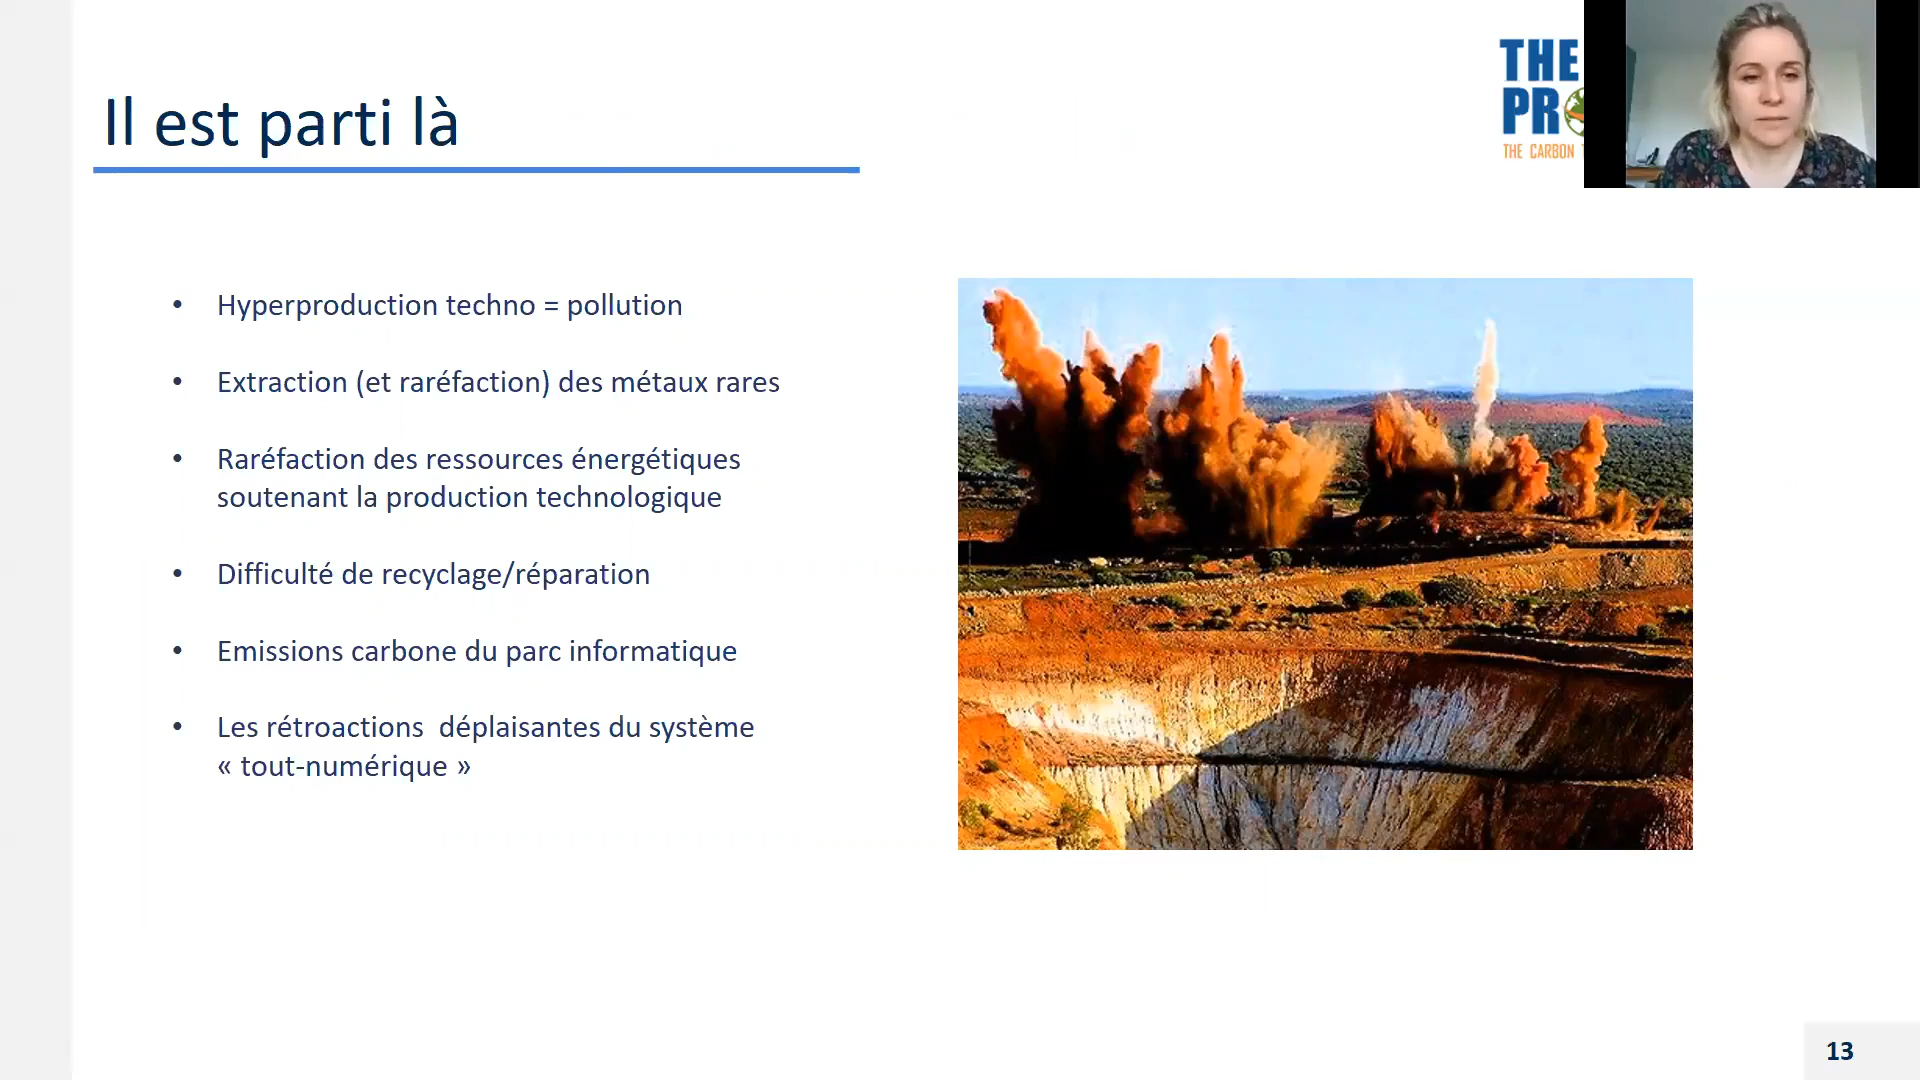 Il est parti là
THE
PRO
THE CARBON
• Hyperproduction techno = pollution
• Extraction (et raréfaction) des métaux rares
• Raréfaction des ressources énergétiques
soutenant la production technologique
• Difficulté de recyclage/réparation
• Emissions carbone du parc informatique
• Les rétroactions déplaisantes du système
« tout-numérique »
13